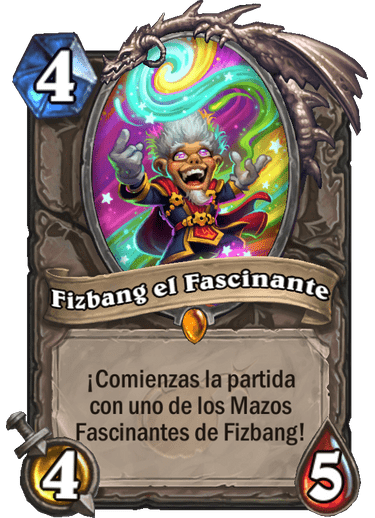 4
Fizbang el Fascinante
¡Comienzas la partida
con uno de los Mazos
Fascinantes de Fizbang!
4
5